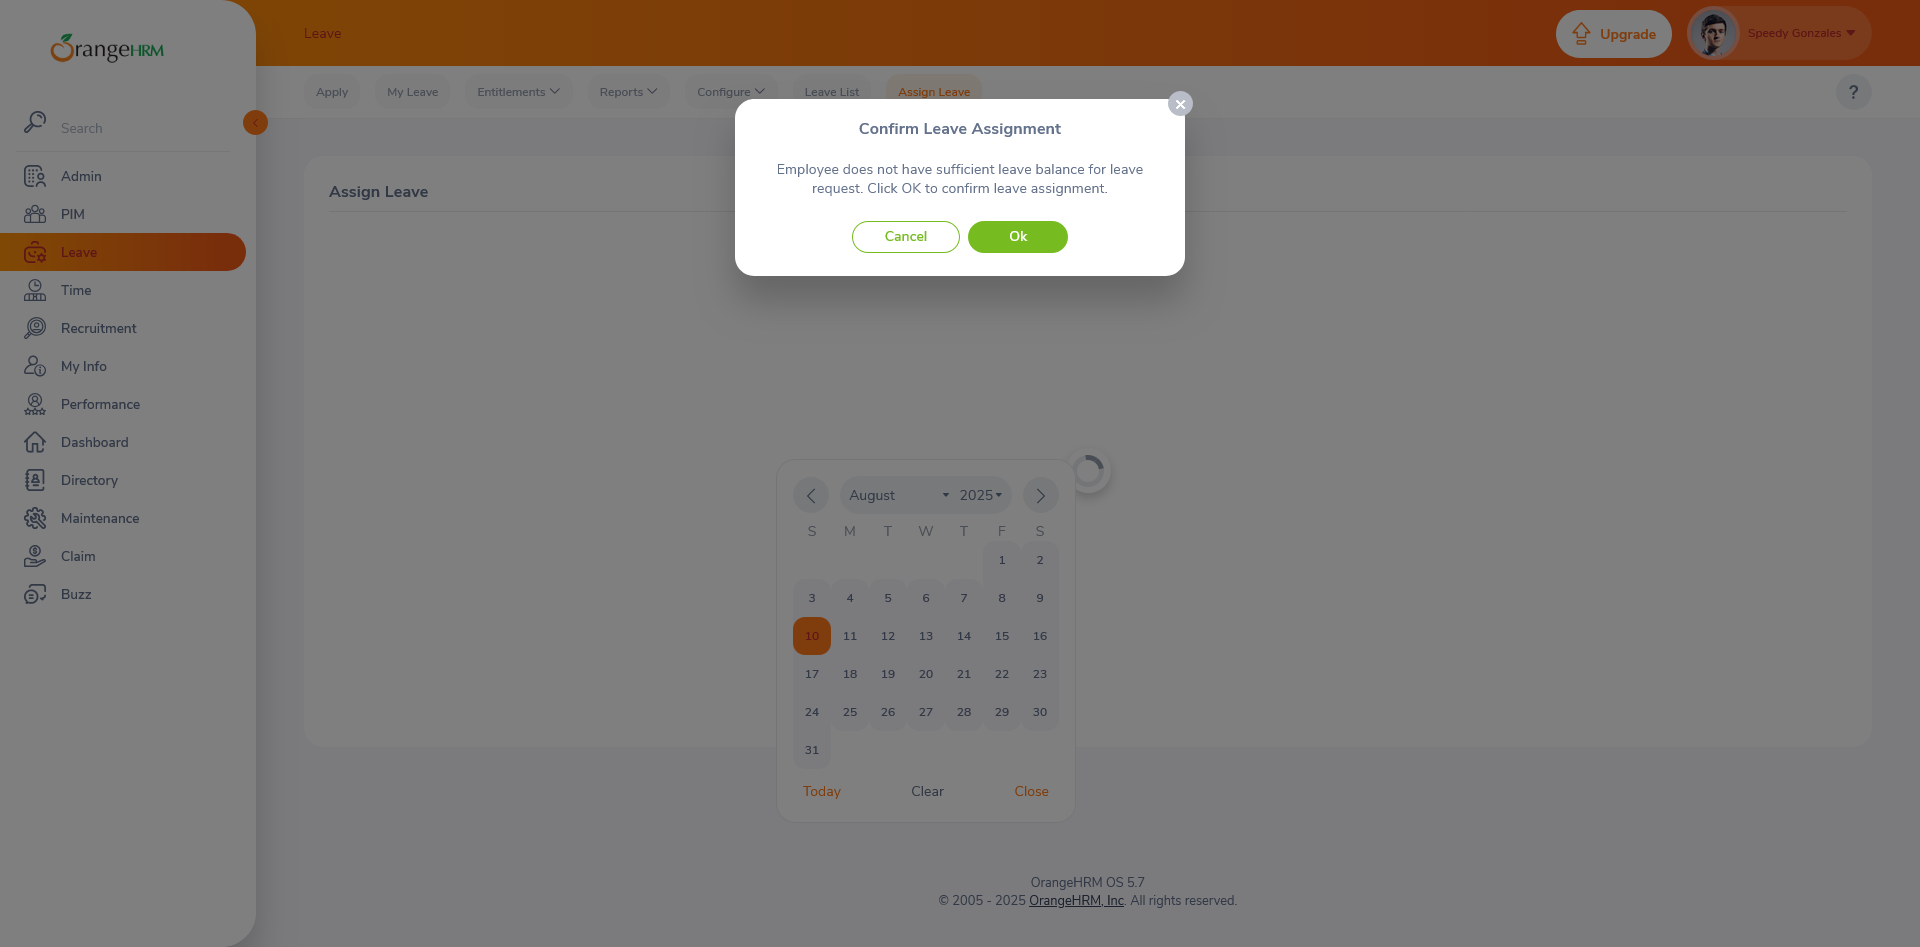 OrangeHRM
Leave
Upgrade
Speedy Gonzales
Apply
My Leave
Entitlements
Reports
Configure
Leave List
Assign Leave
?
Search
Admin
PIM
Leave
Time
Recruitment
My Info
Performance
Dashboard
Directory
Maintenance
Claim
Buzz
Assign Leave
Confirm Leave Assignment
Employee does not have sufficient leave balance for leave
request. Click OK to confirm leave assignment.
Cancel Ok
August 2025
S M T W T F S
1 2
3 4 5 6 7 8 9
10 11 12 13 14 15 16
17 18 19 20 21 22 23
24 25 26 27 28 29 30
31
Today Clear Close
OrangeHRM OS 5.7
© 2005 - 2025 OrangeHRM, Inc. All rights reserved.